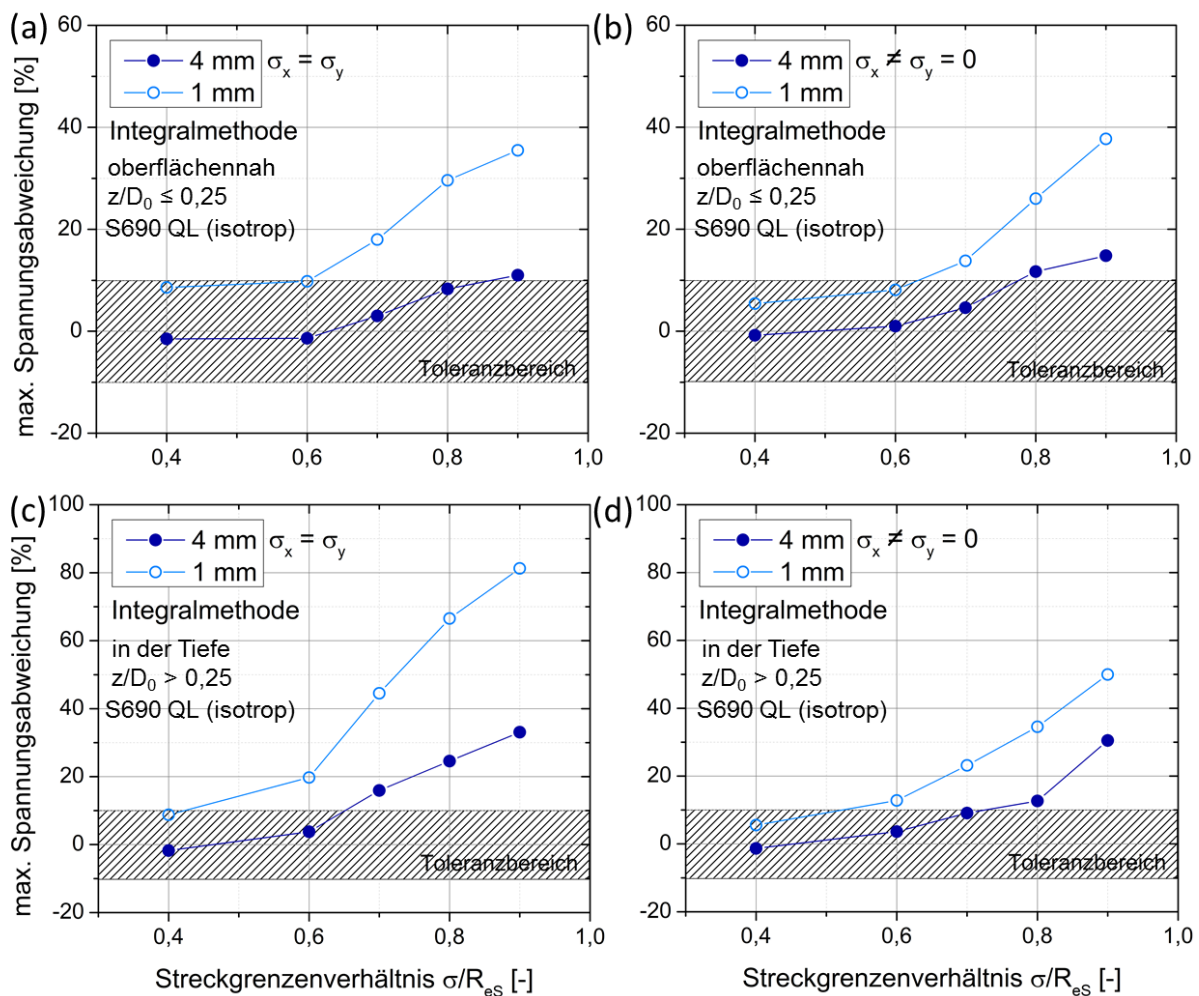 (a)
max. Spannungsabweichung [%]
60
40
20
0
-20
4 mm σx = σy
1 mm
Integralmethode
oberflächennah
z/D0 ≤ 0,25
S690 QL (isotrop)
Toleranzbereich
0,4 0,6 0,8 1,0
(b)
60
40
20
0
-20
4 mm σx ≠ σy = 0
1 mm
Integralmethode
oberflächennah
z/D0 ≤ 0,25
S690 QL (isotrop)
Toleranzbereich
0,4 0,6 0,8 1,0
(c)
max. Spannungsabweichung [%]
100
80
60
40
20
0
-20
4 mm σx = σy
1 mm
Integralmethode
in der Tiefe
z/D0 > 0,25
S690 QL (isotrop)
Toleranzbereich
0,4 0,6 0,8 1,0
Streckgrenzenverhältnis σ/ReS [-]
(d)
100
80
60
40
20
0
-20
4 mm σx ≠ σy = 0
1 mm
Integralmethode
in der Tiefe
z/D0 > 0,25
S690 QL (isotrop)
Toleranzbereich
0,4 0,6 0,8 1,0
Streckgrenzenverhältnis σ/ReS [-]